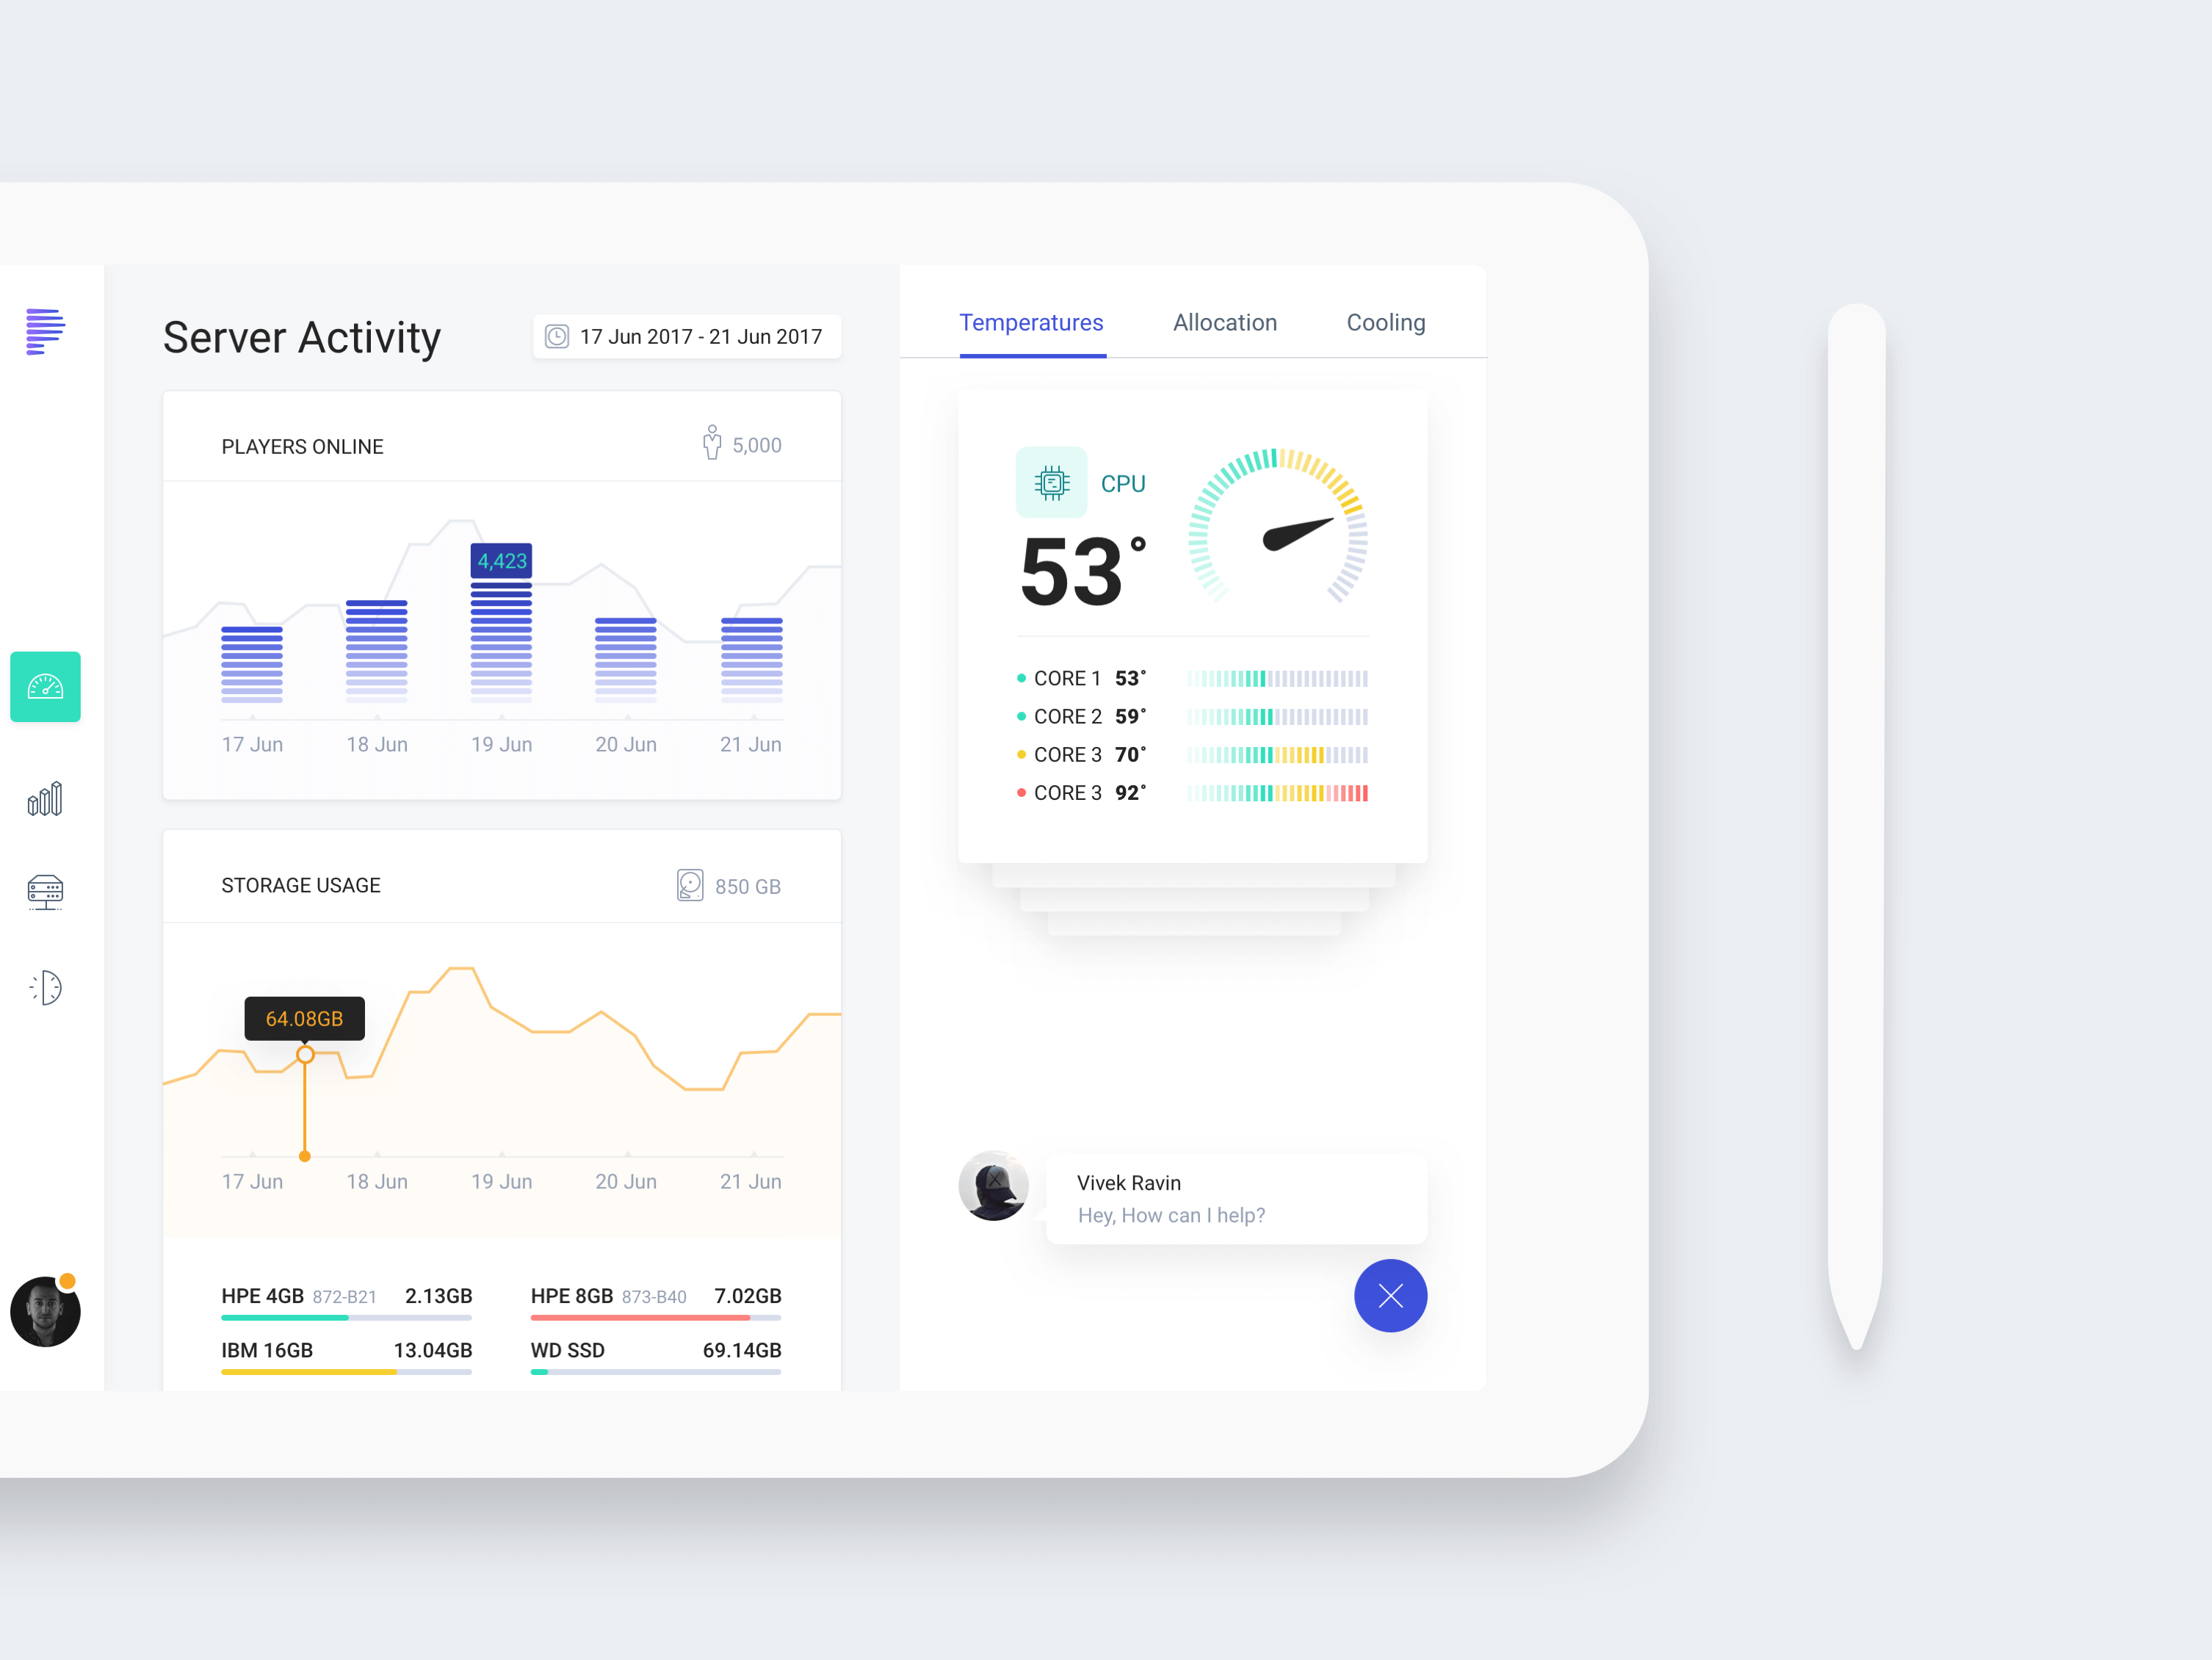 Server Activity
17 Jun 2017 - 21 Jun 2017
PLAYERS ONLINE
5,000
4,423
17 Jun
18 Jun
19 Jun
20 Jun
21 Jun
STORAGE USAGE
850 GB
64.08GB
17 Jun
18 Jun
19 Jun
20 Jun
21 Jun
HPE 4GB 872-B21 2.13GB
HPE 8GB 873-B40 7.02GB
IBM 16GB 13.04GB
WD SSD 69.14GB
Temperatures
Allocation
Cooling
CPU
53°
CORE 1 53°
CORE 2 59°
CORE 3 70°
CORE 3 92°
Vivek Ravin
Hey, How can I help?